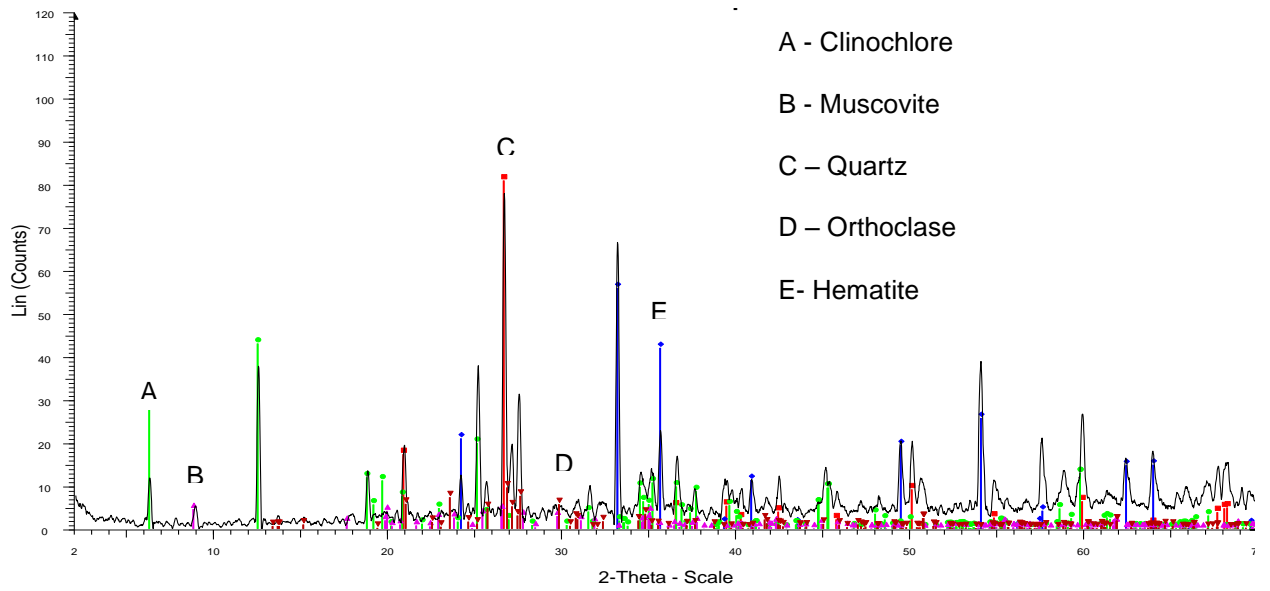 A - Clinochlore
B - Muscovite
C – Quartz
D – Orthoclase
E- Hematite
Lin (Counts)
120
110
100
90
80
70
60
50
40
30
20
10
0
A
B
C
D
E
2
10
20
30
40
50
60
7
2-Theta - Scale